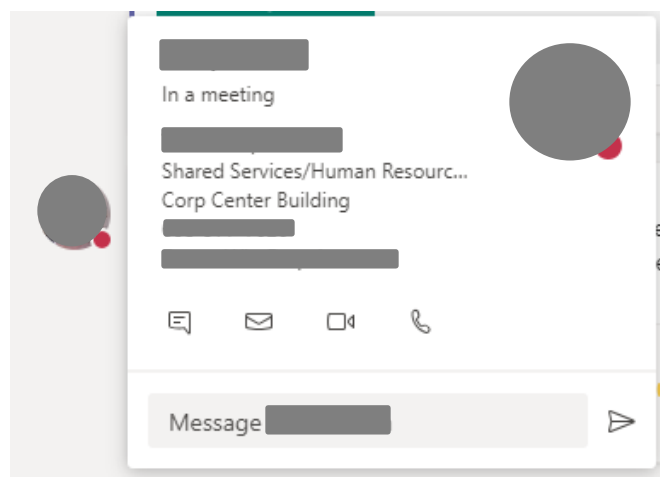 In a meeting
Shared Services/Human Resourc...
Corp Center Building
Message